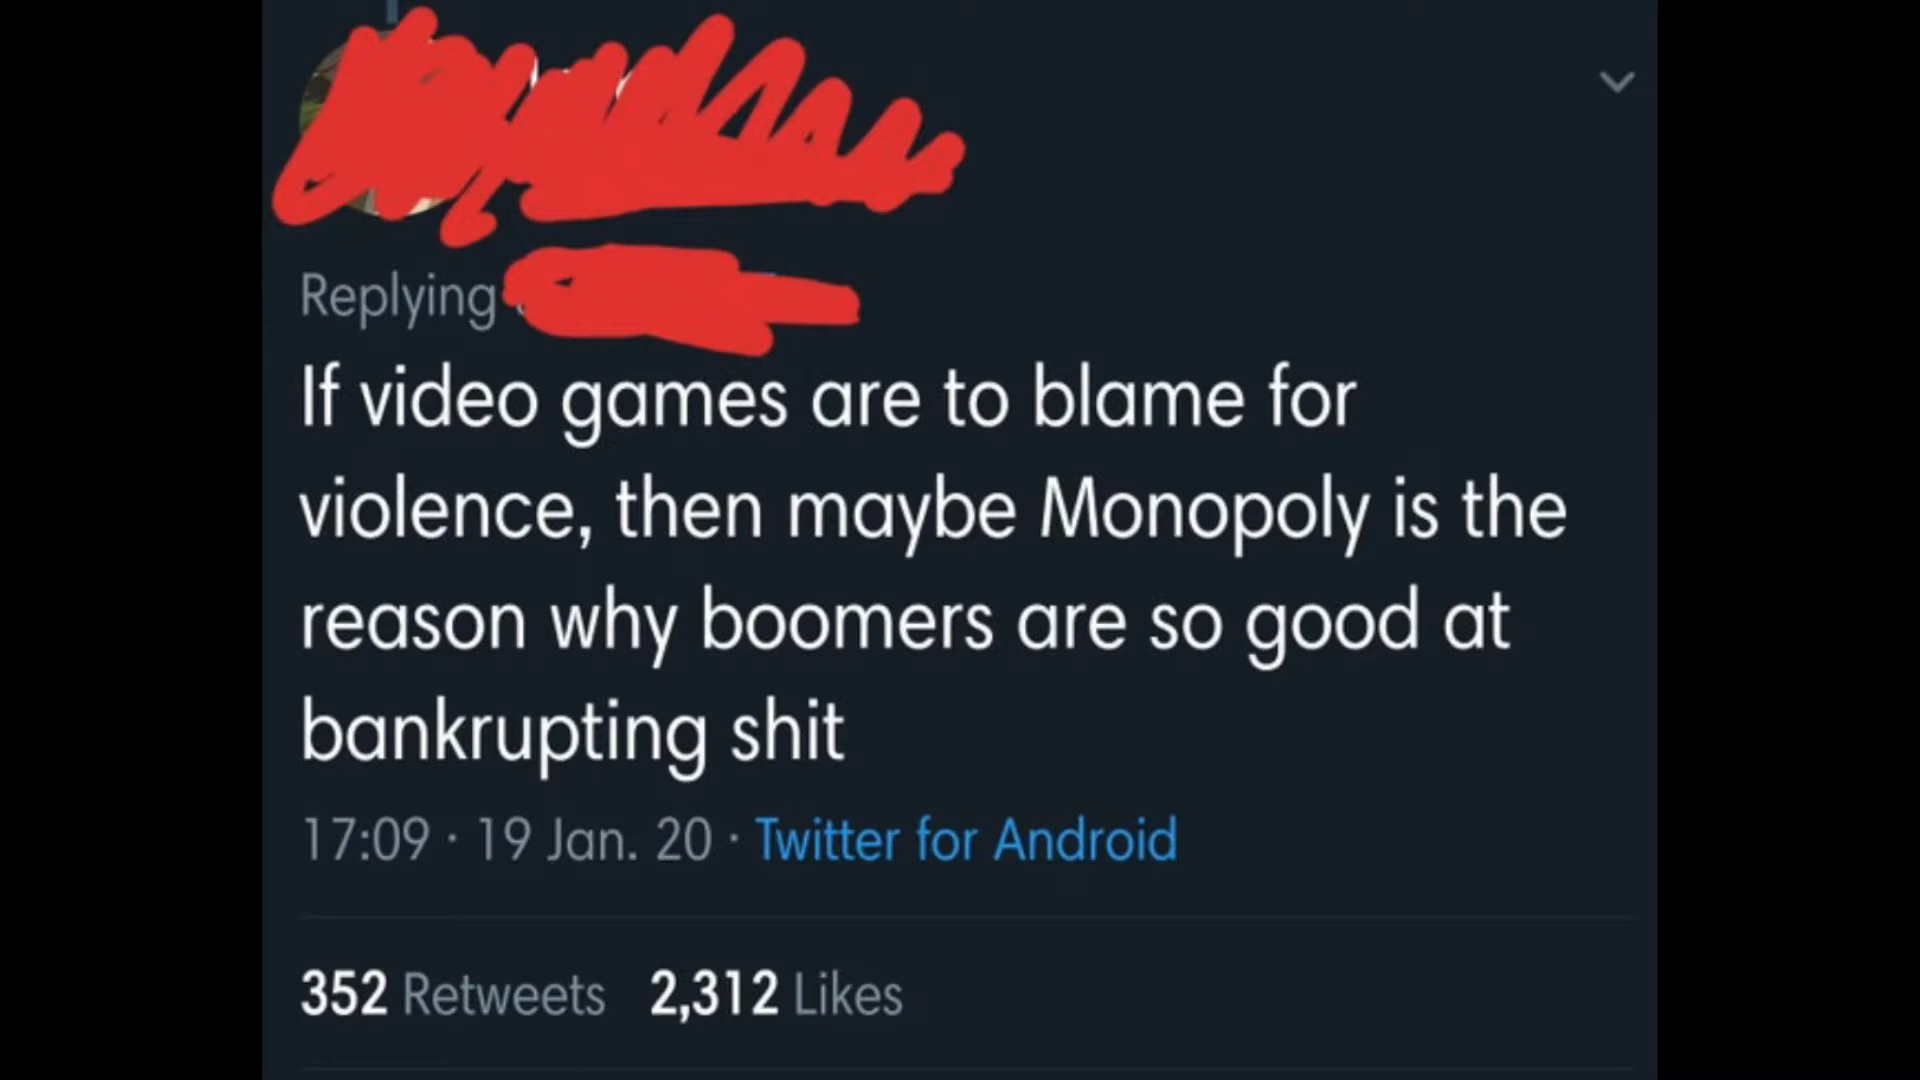 Replying
If video games are to blame for
violence, then maybe Monopoly is the
reason why boomers are so good at
bankrupting shit
17:09 · 19 Jan. 20 · Twitter for Android
352 Retweets 2,312 Likes